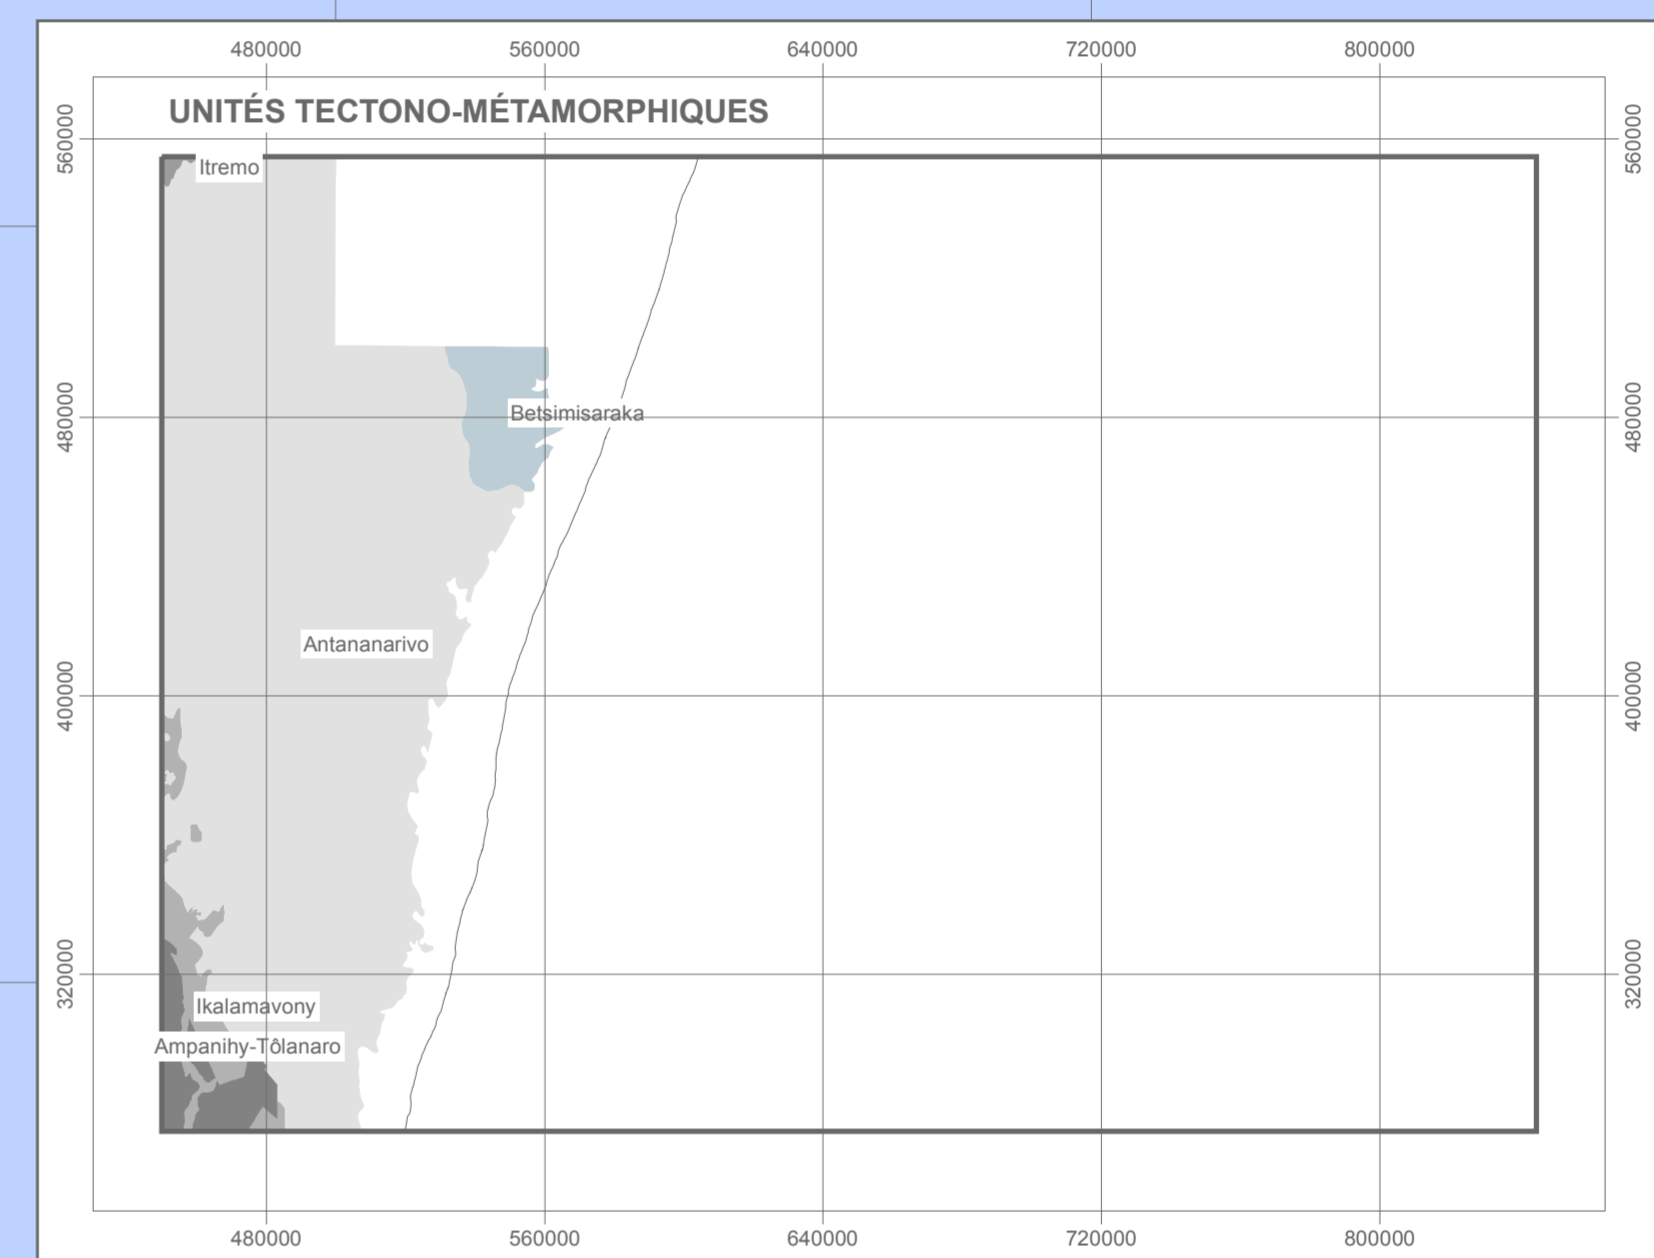 480000 560000 640000 720000 800000
UNITÉS TECTONO-MÉTAMORPHIQUES
560000 560000
Itremo
480000 480000
Betsimisaraka
Antananarivo
400000 400000
320000 320000
Ikalamavony
Ampanihy-Tôlanaro
480000 560000 640000 720000 800000